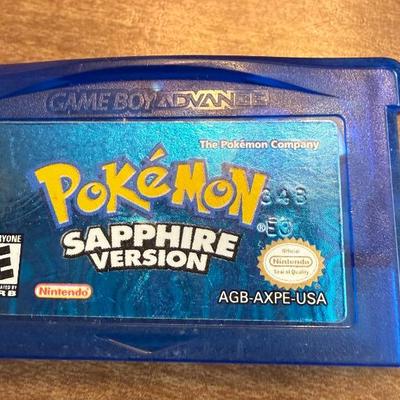 GAME BOY ADVANCE
The Pokémon Company
POKéMON
SAPPHIRE
VERSION
Nintendo
Official
Nintendo
Seal of Quality
AGB-AXPE-USA